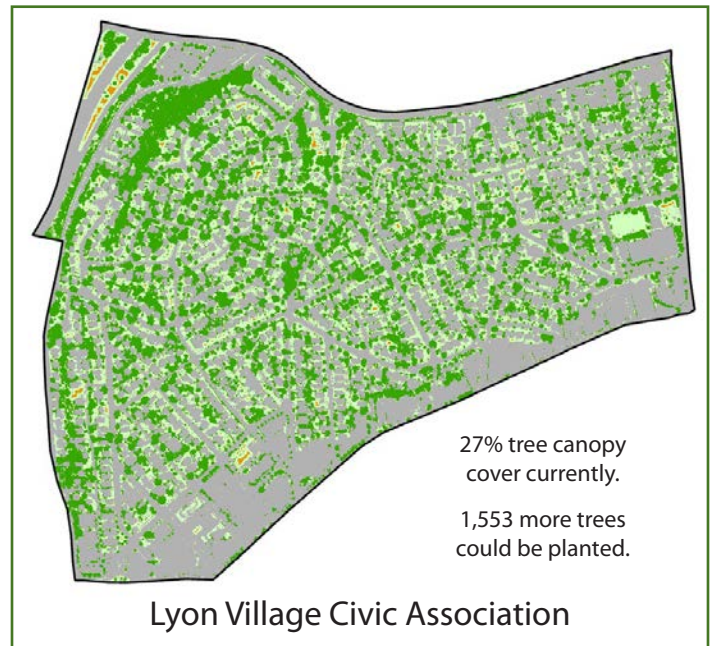 27% tree canopy
cover currently.
1,553 more trees
could be planted.
Lyon Village Civic Association